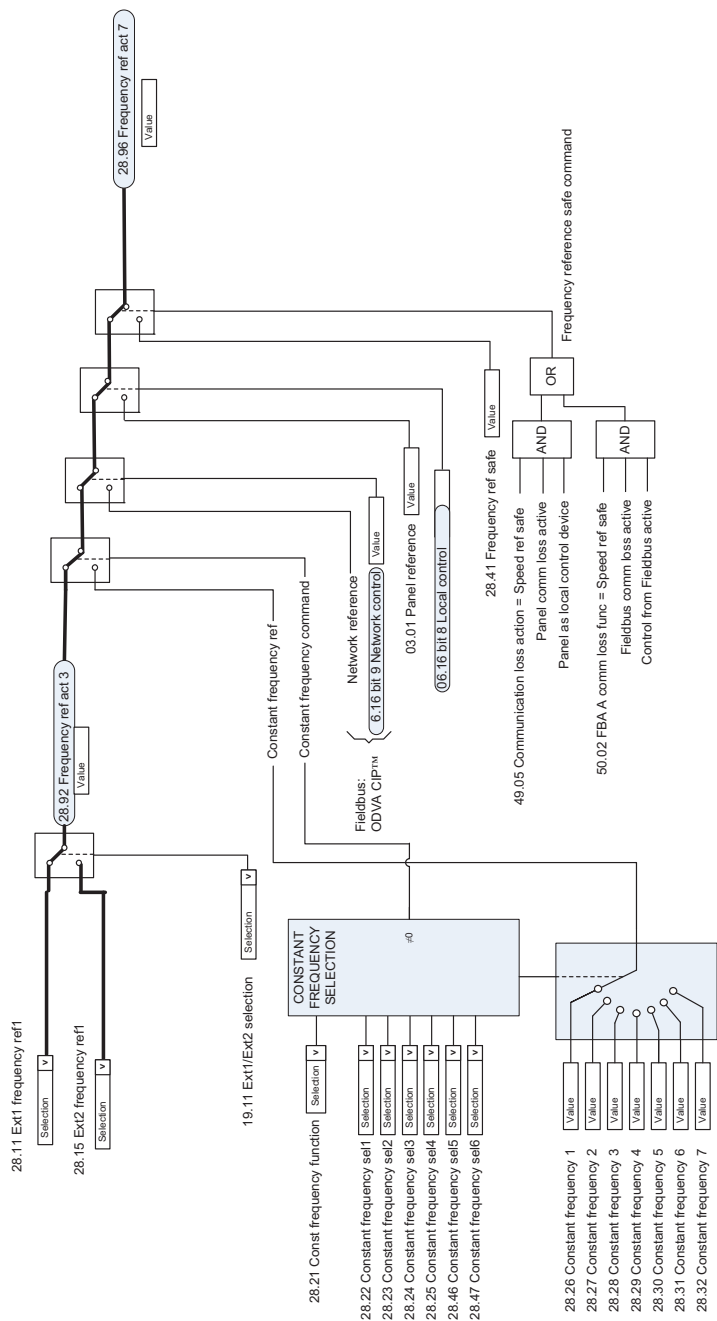 28.11 Ext1 frequency ref1
Selection v
28.15 Ext2 frequency ref1
Selection v
19.11 Ext1/Ext2 selection
Selection v
28.92 Frequency ref act 3
Value
28.96 Frequency ref act 7
Value
28.21 Const frequency function Selection v
28.22 Constant frequency sel1 Selection v
28.23 Constant frequency sel2 Selection v
28.24 Constant frequency sel3 Selection v
28.25 Constant frequency sel4 Selection v
28.46 Constant frequency sel5 Selection v
28.47 Constant frequency sel6 Selection v
CONSTANT
FREQUENCY
SELECTION
≠0
28.26 Constant frequency 1 Value
28.27 Constant frequency 2 Value
28.28 Constant frequency 3 Value
28.29 Constant frequency 4 Value
28.30 Constant frequency 5 Value
28.31 Constant frequency 6 Value
28.32 Constant frequency 7 Value
Constant frequency ref
Constant frequency command
Fieldbus:
ODVA CIP™
Network reference
6.16 bit 9 Network control Value
03.01 Panel reference Value
06.16 bit 8 Local control
28.41 Frequency ref safe Value
49.05 Communication loss action = Speed ref safe
Panel comm loss active
Panel as local control device
AND
50.02 FBA A comm loss func = Speed ref safe
Fieldbus comm loss active
Control from Fieldbus active
AND
OR
Frequency reference safe command